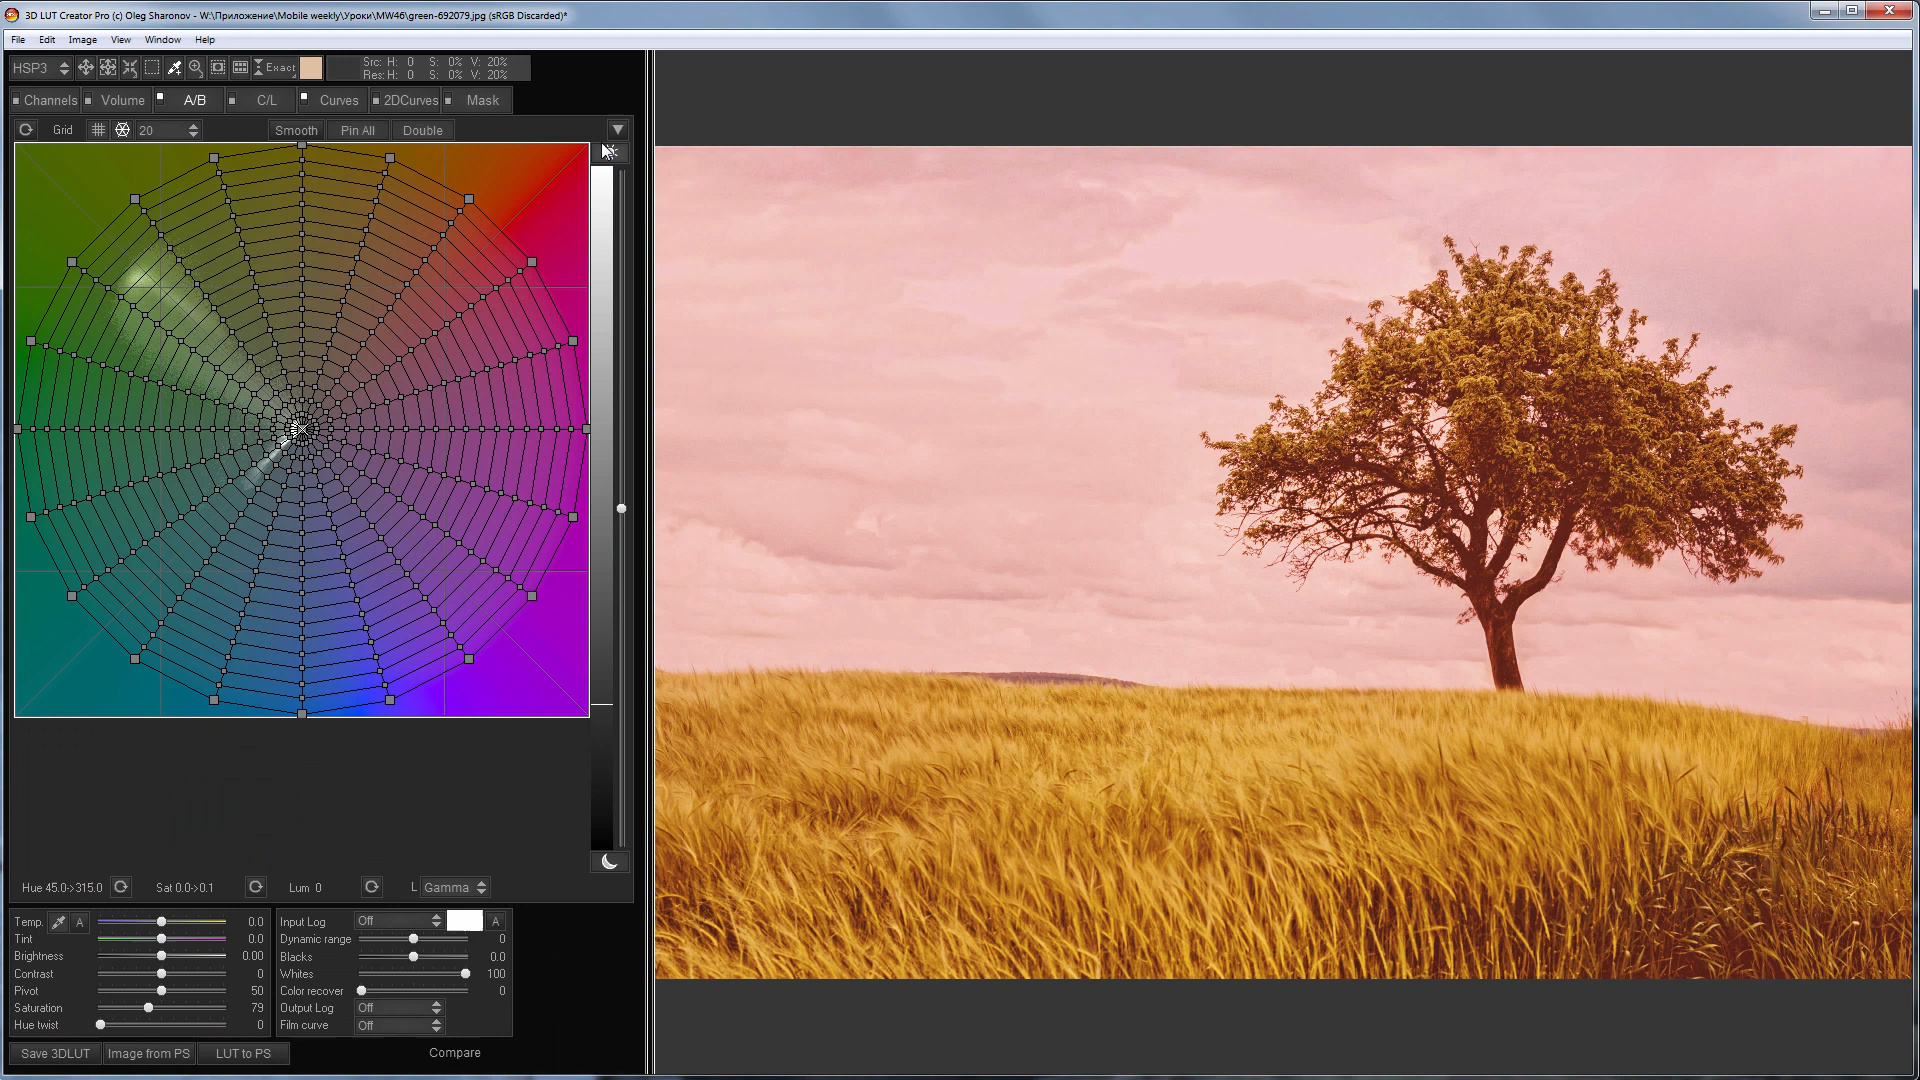 3D LUT Creator Pro (c) Oleg Sharonov - W:\Приложение\Mobile weekly\Уроки\MW46\green-692079.jpg (sRGB Discarded)*
File Edit Image View Window Help
HSP3 Exact Src: H: 0 S: 0% V: 20%
Res: H: 0 S: 0% V: 20%
Channels Volume A/B C/L Curves 2DCurves Mask
Grid 20 Smooth Pin All Double
Hue 45.0->315.0 Sat 0.0->0.1 Lum 0 L Gamma
Temp. A 0.0 Input Log Off A
Tint 0.0 Dynamic range 0
Brightness 0.00 Blacks 0.0
Contrast 0 Whites 100
Pivot 50 Color recover 0
Saturation 79 Output Log Off
Hue twist 0 Film curve Off
Save 3DLUT Image from PS LUT to PS Compare